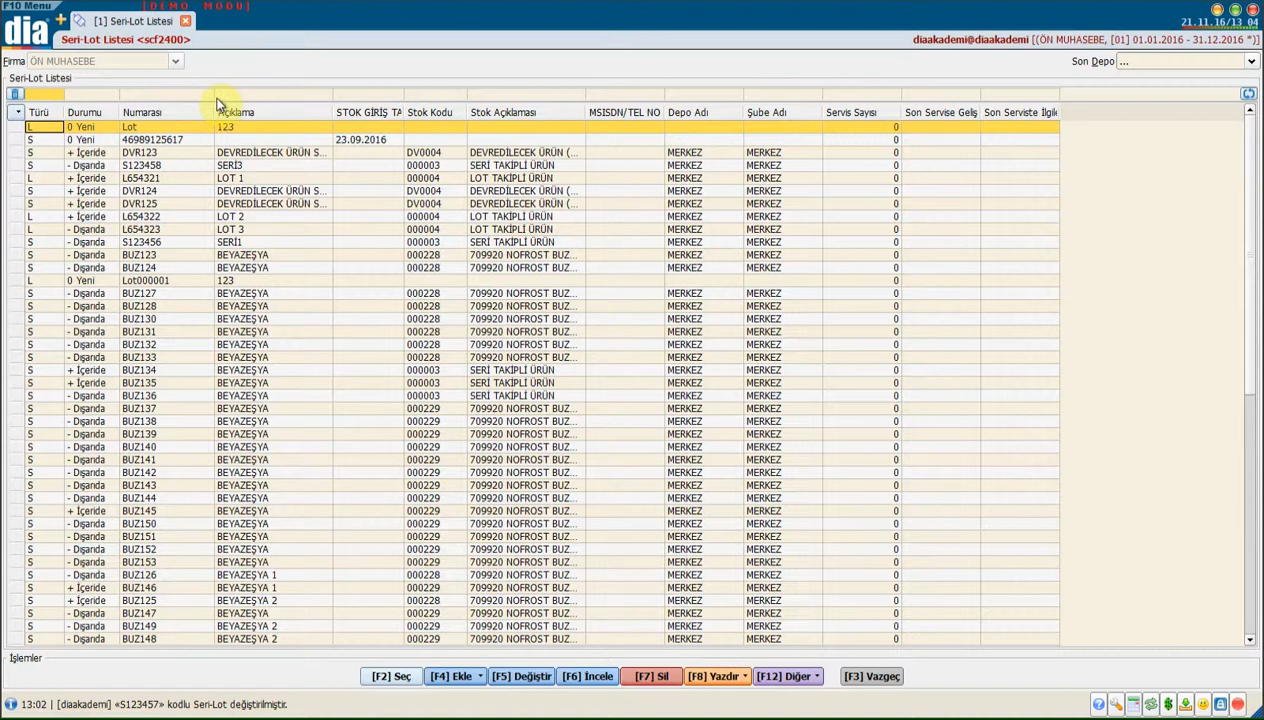 F10 Menu
[ D E M O - M O D U ]
dia
[1] Seri-Lot Listesi
Seri-Lot Listesi <scf2400>
21.11.16/13 04
diaakademi@diaakademi [(ÖN MUHASEBE, [01] 01.01.2016 - 31.12.2016 *)]
Firma ÖN MUHASEBE
Son Depo ...
Seri-Lot Listesi
Türü Durumu Numarası Açıklama STOK GİRİŞ TA Stok Kodu Stok Açıklaması MSISDN/TEL NO Depo Adı Şube Adı Servis Sayısı Son Servise Geliş Son Serviste İlgik
L 0 Yeni Lot 123 0
S 0 Yeni 46989125617 23.09.2016 0
S + İçeride DVR123 DEVREDİLECEK ÜRÜN S... DV0004 DEVREDİLECEK ÜRÜN (... MERKEZ MERKEZ 0
S - Dışarıda S123458 SERİ3 000003 SERİ TAKİPLİ ÜRÜN MERKEZ MERKEZ 0
L + İçeride L654321 LOT 1 000004 LOT TAKİPLİ ÜRÜN MERKEZ MERKEZ 0
S + İçeride DVR124 DEVREDİLECEK ÜRÜN S... DV0004 DEVREDİLECEK ÜRÜN (... MERKEZ MERKEZ 0
S + İçeride DVR125 DEVREDİLECEK ÜRÜN S... DV0004 DEVREDİLECEK ÜRÜN (... MERKEZ MERKEZ 0
L + İçeride L654322 LOT 2 000004 LOT TAKİPLİ ÜRÜN MERKEZ MERKEZ 0
L - Dışarıda L654323 LOT 3 000004 LOT TAKİPLİ ÜRÜN MERKEZ MERKEZ 0
S - Dışarıda S123456 SERİ1 000003 SERİ TAKİPLİ ÜRÜN MERKEZ MERKEZ 0
S - Dışarıda BUZ123 BEYAZEŞYA 000228 709920 NOFROST BUZ... MERKEZ MERKEZ 0
S - Dışarıda BUZ124 BEYAZEŞYA 000228 709920 NOFROST BUZ... MERKEZ MERKEZ 0
L 0 Yeni Lot000001 123 0
S - Dışarıda BUZ127 BEYAZEŞYA 000228 709920 NOFROST BUZ... MERKEZ MERKEZ 0
S - Dışarıda BUZ128 BEYAZEŞYA 000228 709920 NOFROST BUZ... MERKEZ MERKEZ 0
S - Dışarıda BUZ130 BEYAZEŞYA 000228 709920 NOFROST BUZ... MERKEZ MERKEZ 0
S - Dışarıda BUZ131 BEYAZEŞYA 000228 709920 NOFROST BUZ... MERKEZ MERKEZ 0
S - Dışarıda BUZ132 BEYAZEŞYA 000228 709920 NOFROST BUZ... MERKEZ MERKEZ 0
S - Dışarıda BUZ133 BEYAZEŞYA 000228 709920 NOFROST BUZ... MERKEZ MERKEZ 0
S + İçeride BUZ134 BEYAZEŞYA 000003 SERİ TAKİPLİ ÜRÜN MERKEZ MERKEZ 0
S + İçeride BUZ135 BEYAZEŞYA 000003 SERİ TAKİPLİ ÜRÜN MERKEZ MERKEZ 0
S - Dışarıda BUZ136 BEYAZEŞYA 000003 SERİ TAKİPLİ ÜRÜN MERKEZ MERKEZ 0
S - Dışarıda BUZ137 BEYAZEŞYA 000229 709920 NOFROST BUZ... MERKEZ MERKEZ 0
S - Dışarıda BUZ138 BEYAZEŞYA 000229 709920 NOFROST BUZ... MERKEZ MERKEZ 0
S - Dışarıda BUZ139 BEYAZEŞYA 000229 709920 NOFROST BUZ... MERKEZ MERKEZ 0
S - Dışarıda BUZ140 BEYAZEŞYA 000229 709920 NOFROST BUZ... MERKEZ MERKEZ 0
S - Dışarıda BUZ141 BEYAZEŞYA 000229 709920 NOFROST BUZ... MERKEZ MERKEZ 0
S - Dışarıda BUZ142 BEYAZEŞYA 000229 709920 NOFROST BUZ... MERKEZ MERKEZ 0
S - Dışarıda BUZ143 BEYAZEŞYA 000229 709920 NOFROST BUZ... MERKEZ MERKEZ 0
S - Dışarıda BUZ144 BEYAZEŞYA 000229 709920 NOFROST BUZ... MERKEZ MERKEZ 0
S + İçeride BUZ145 BEYAZEŞYA 000229 709920 NOFROST BUZ... MERKEZ MERKEZ 0
S - Dışarıda BUZ150 BEYAZEŞYA 000229 709920 NOFROST BUZ... MERKEZ MERKEZ 0
S - Dışarıda BUZ151 BEYAZEŞYA 000229 709920 NOFROST BUZ... MERKEZ MERKEZ 0
S - Dışarıda BUZ152 BEYAZEŞYA 000229 709920 NOFROST BUZ... MERKEZ MERKEZ 0
S - Dışarıda BUZ153 BEYAZEŞYA 000229 709920 NOFROST BUZ... MERKEZ MERKEZ 0
S - Dışarıda BUZ126 BEYAZEŞYA 1 000228 709920 NOFROST BUZ... MERKEZ MERKEZ 0
S + İçeride BUZ146 BEYAZEŞYA 1 000229 709920 NOFROST BUZ... MERKEZ MERKEZ 0
S + İçeride BUZ125 BEYAZEŞYA 2 000228 709920 NOFROST BUZ... MERKEZ MERKEZ 0
S - Dışarıda BUZ147 BEYAZEŞYA 000229 709920 NOFROST BUZ... MERKEZ MERKEZ 0
S - Dışarıda BUZ149 BEYAZEŞYA 2 000229 709920 NOFROST BUZ... MERKEZ MERKEZ 0
S - Dışarıda BUZ148 BEYAZEŞYA 2 000229 709920 NOFROST BUZ... MERKEZ MERKEZ 0
İşlemler
[F2] Seç [F4] Ekle [F5] Değiştir [F6] İncele [F7] Sil [F8] Yazdır [F12] Diğer [F3] Vazgeç
13:02 | [diaakademi] «S123457» kodlu Seri-Lot değiştirilmiştir.